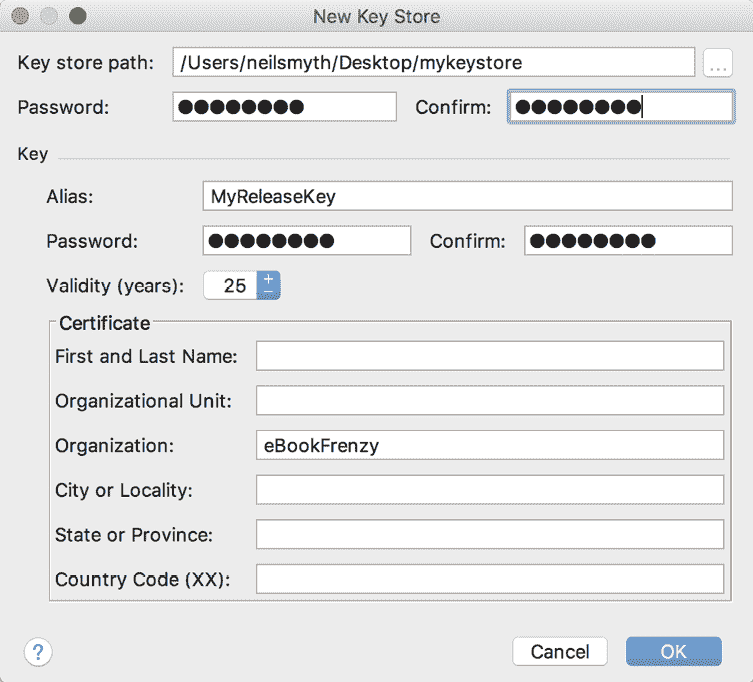 New Key Store
Key store path: /Users/neilsmyth/Desktop/mykeystore ...
Password: ●●●●●●●● Confirm: ●●●●●●●●
Key
Alias: MyReleaseKey
Password: ●●●●●●●● Confirm: ●●●●●●●●
Validity (years): 25 + −
Certificate
First and Last Name:
Organizational Unit:
Organization: eBookFrenzy
City or Locality:
State or Province:
Country Code (XX):
? Cancel OK